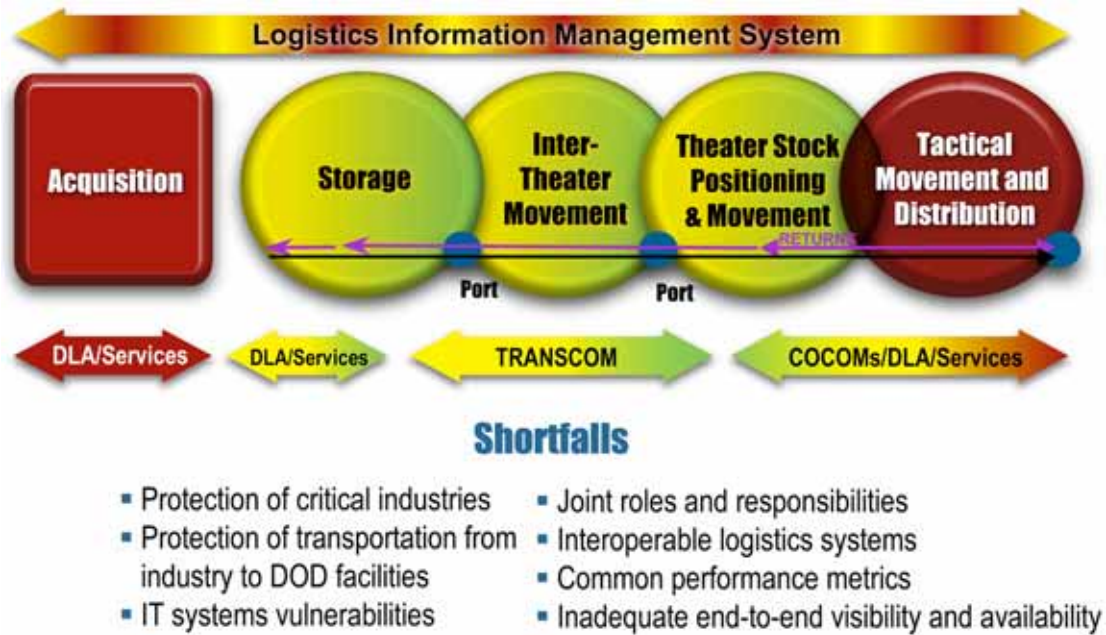 Logistics Information Management System
Acquisition
Storage
Inter-
Theater
Movement
Theater Stock
Positioning
& Movement
Tactical
Movement and
Distribution
RETURNS
Port
Port
DLA/Services
DLA/Services
TRANSCOM
COCOMs/DLA/Services
Shortfalls
▪ Protection of critical industries
▪ Protection of transportation from
industry to DOD facilities
▪ IT systems vulnerabilities
▪ Joint roles and responsibilities
▪ Interoperable logistics systems
▪ Common performance metrics
▪ Inadequate end-to-end visibility and availability